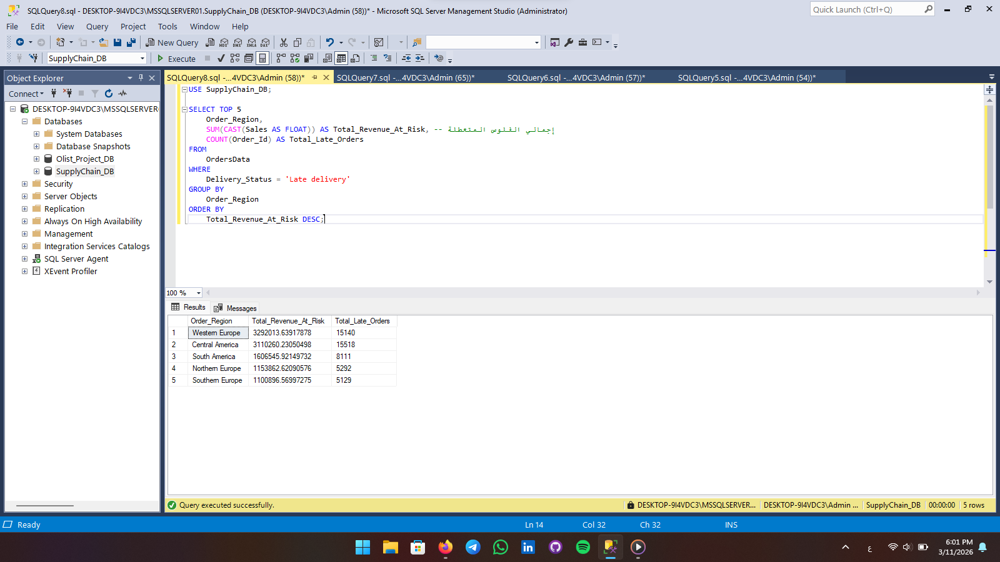 SQLQuery8.sql - DESKTOP-9I4VDC3\MSSQLSERVER01.SupplyChain_DB (DESKTOP-9I4VDC3\Admin (58))* - Microsoft SQL Server Management Studio (Administrator)
Quick Launch (Ctrl+Q)
File Edit View Query Project Tools Window Help
New Query MDX DMX XMLA DAX
SupplyChain_DB Execute
Object Explorer
SQLQuery8.sql -...4VDC3\Admin (58))* SQLQuery7.sql -...4VDC3\Admin (65))* SQLQuery6.sql -...4VDC3\Admin (57))* SQLQuery5.sql -...4VDC3\Admin (54))*
Connect
DESKTOP-9I4VDC3\MSSQLSERVER
Databases
System Databases
Database Snapshots
Olist_Project_DB
SupplyChain_DB
Security
Server Objects
Replication
Always On High Availability
Management
Integration Services Catalogs
SQL Server Agent
XEvent Profiler
USE SupplyChain_DB;
SELECT TOP 5
Order_Region,
SUM(CAST(Sales AS FLOAT)) AS Total_Revenue_At_Risk, -- إجمالي الفلوس المتعطلة
COUNT(Order_Id) AS Total_Late_Orders
FROM
OrdersData
WHERE
Delivery_Status = 'Late delivery'
GROUP BY
Order_Region
ORDER BY
Total_Revenue_At_Risk DESC;
100 %
Results Messages
Order_Region Total_Revenue_At_Risk Total_Late_Orders
1 Western Europe 3292013.63917878 15140
2 Central America 3110260.23050498 15518
3 South America 1606545.92149732 8111
4 Northern Europe 1153862.62090576 5292
5 Southern Europe 1100896.56997275 5129
Query executed successfully. DESKTOP-9I4VDC3\MSSQLSERVER... DESKTOP-9I4VDC3\Admin ... SupplyChain_DB 00:00:00 5 rows
Ready Ln 14 Col 32 Ch 32 INS
ع 6:01 PM
3/11/2026